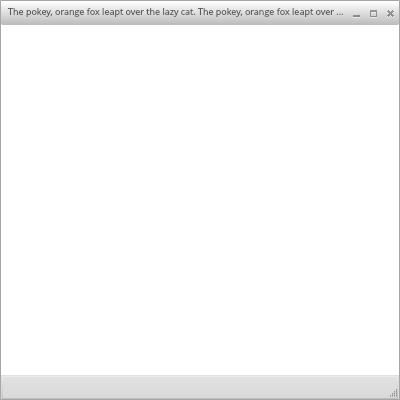 The pokey, orange fox leapt over the lazy cat. The pokey, orange fox leapt over ...